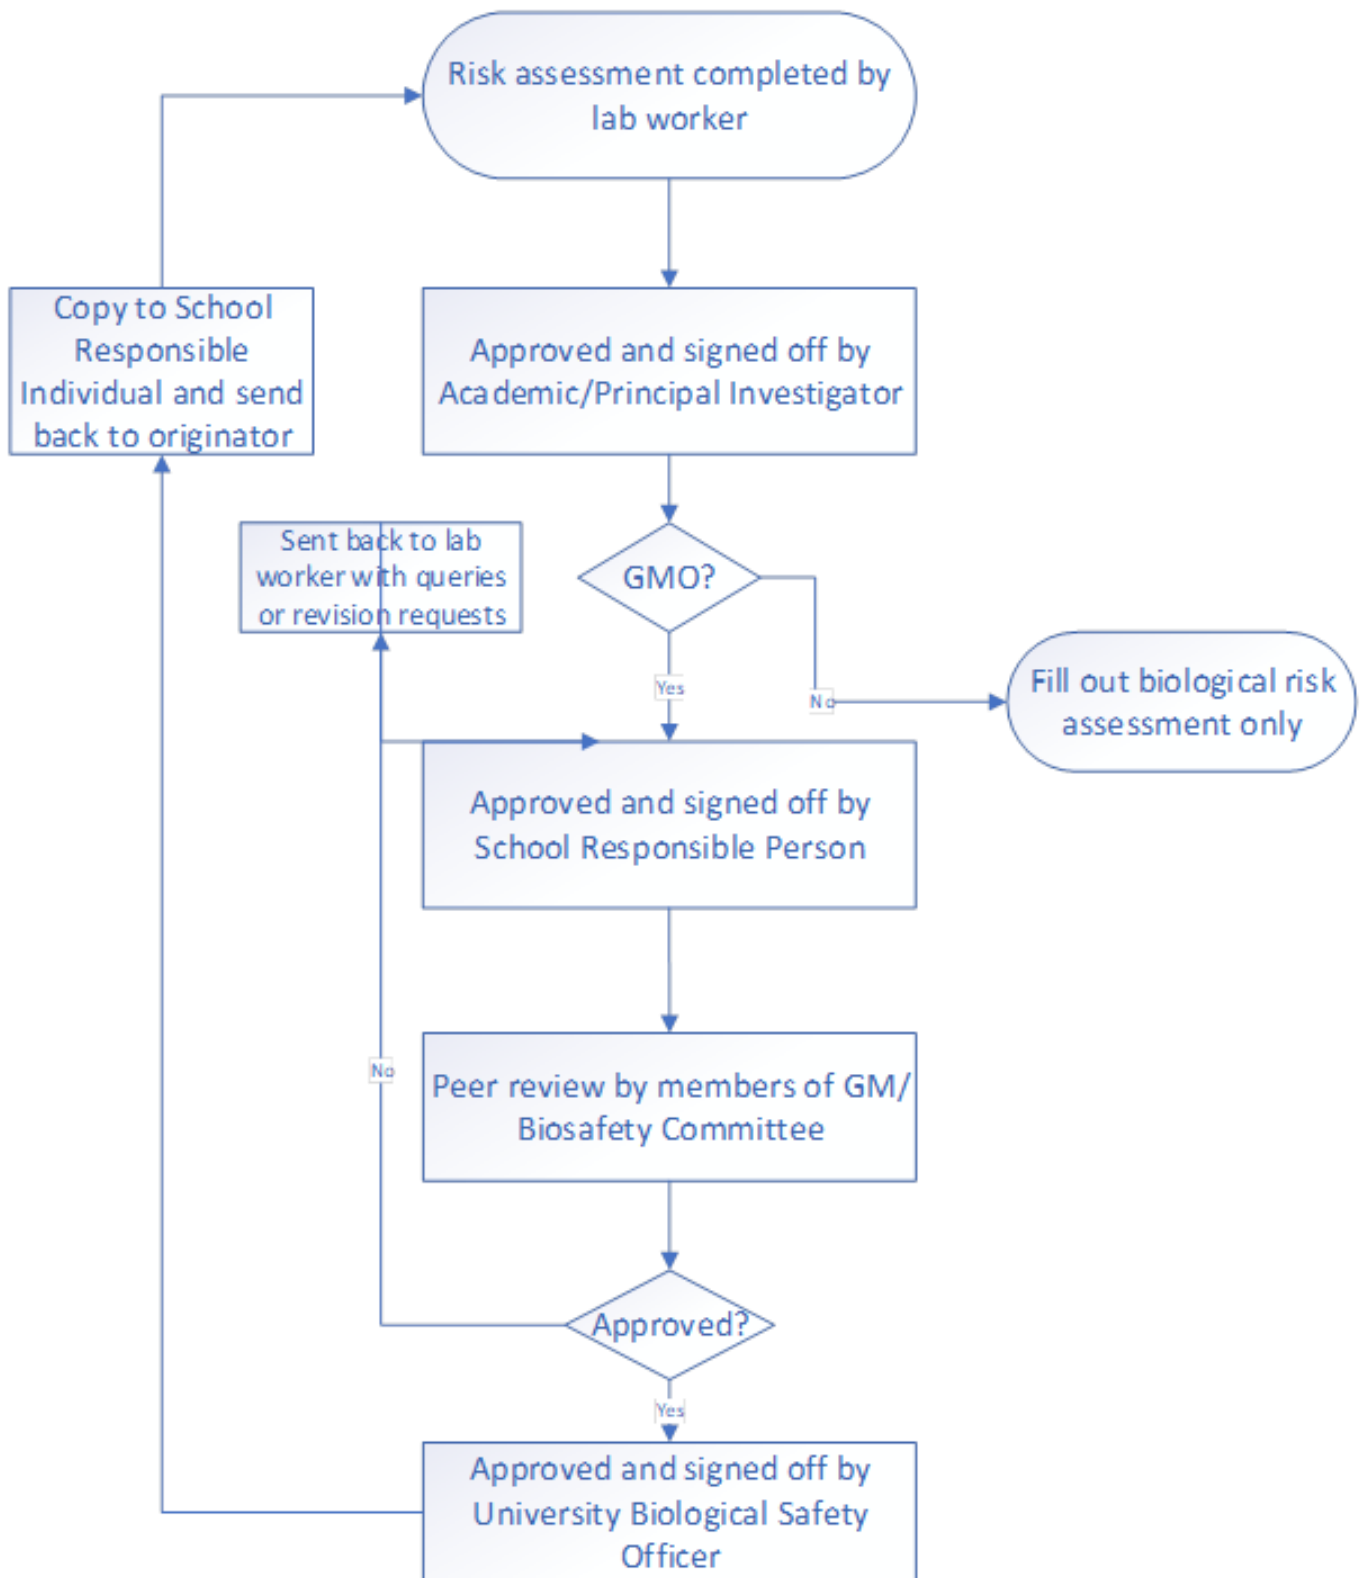 Risk assessment completed by
lab worker
Copy to School
Responsible
Individual and send
back to originator
Approved and signed off by
Academic/Principal Investigator
Sent back to lab
worker with queries
or revision requests
GMO?
Yes
No
Fill out biological risk
assessment only
Approved and signed off by
School Responsible Person
No
Peer review by members of GM/
Biosafety Committee
Approved?
Yes
Approved and signed off by
University Biological Safety
Officer